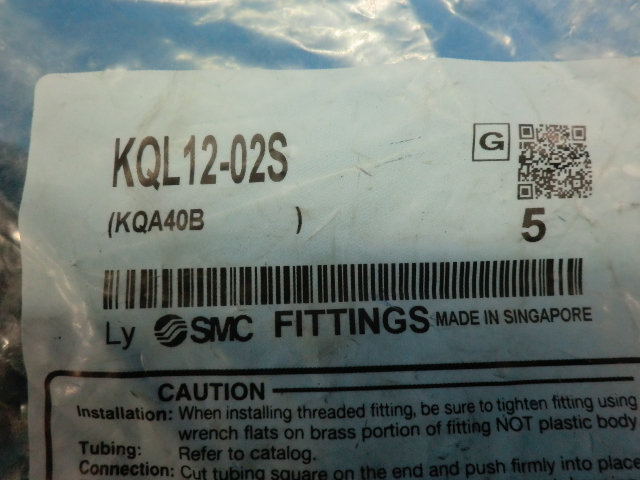 KQL12-02S G
(KQA40B ) 5
Ly SMC FITTINGS MADE IN SINGAPORE
CAUTION
Installation: When installing threaded fitting, be sure to tighten fitting using
wrench flats on brass portion of fitting NOT plastic body
Tubing: Refer to catalog.
Connection: Cut tubing square on the end and push firmly into place